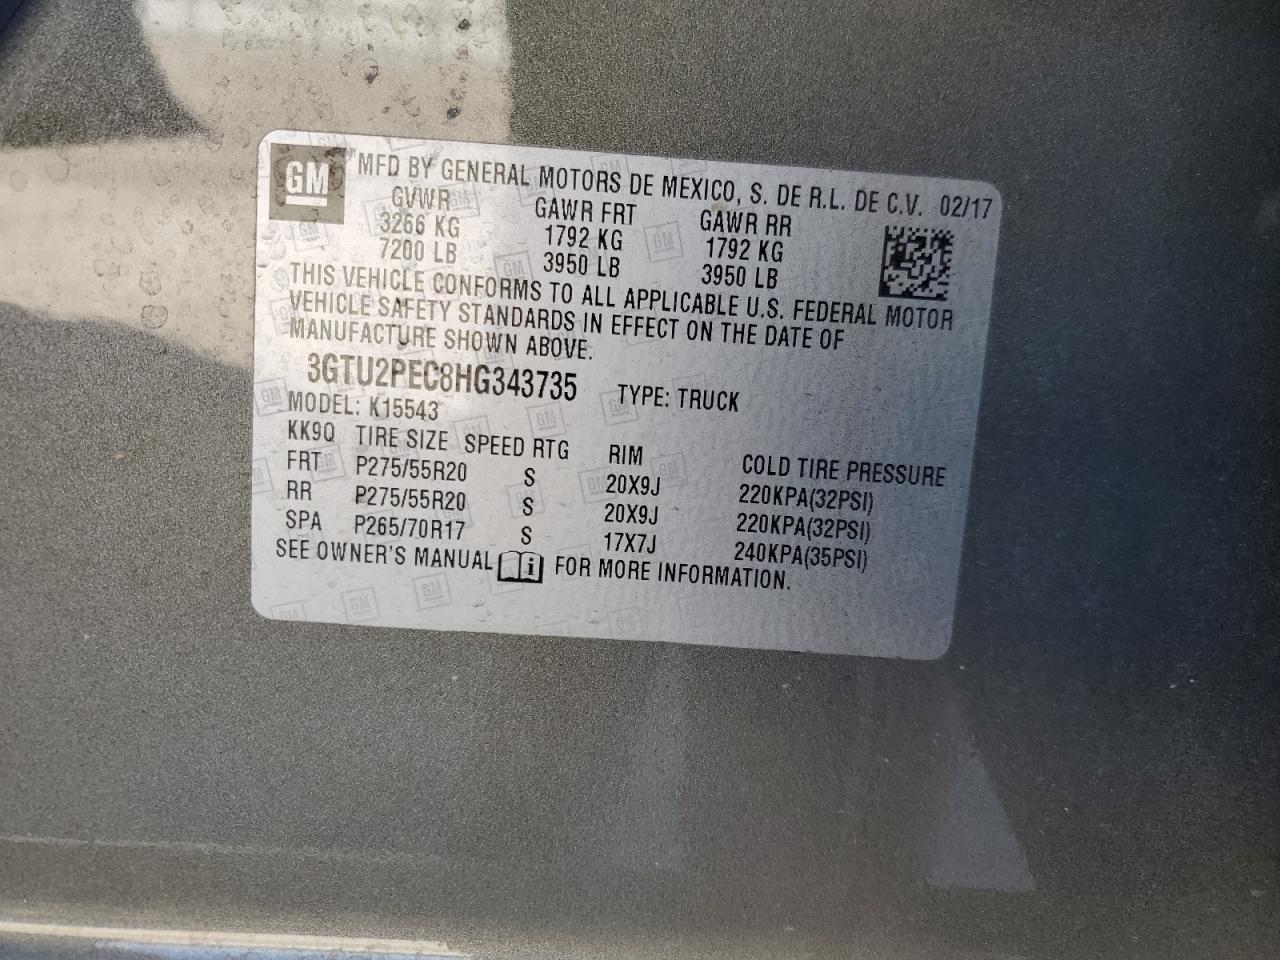 GM MFD BY GENERAL MOTORS DE MEXICO, S. DE R.L. DE C.V. 02/17
GVWR GAWR FRT GAWR RR
3266 KG 1792 KG 1792 KG
7200 LB 3950 LB 3950 LB
THIS VEHICLE CONFORMS TO ALL APPLICABLE U.S. FEDERAL MOTOR
VEHICLE SAFETY STANDARDS IN EFFECT ON THE DATE OF
MANUFACTURE SHOWN ABOVE.
3GTU2PEC8HG343735 TYPE: TRUCK
MODEL: K15543
KK9Q TIRE SIZE SPEED RTG RIM COLD TIRE PRESSURE
FRT P275/55R20 S 20X9J 220KPA(32PSI)
RR P275/55R20 S 20X9J 220KPA(32PSI)
SPA P265/70R17 S 17X7J 240KPA(35PSI)
SEE OWNER'S MANUAL i FOR MORE INFORMATION.